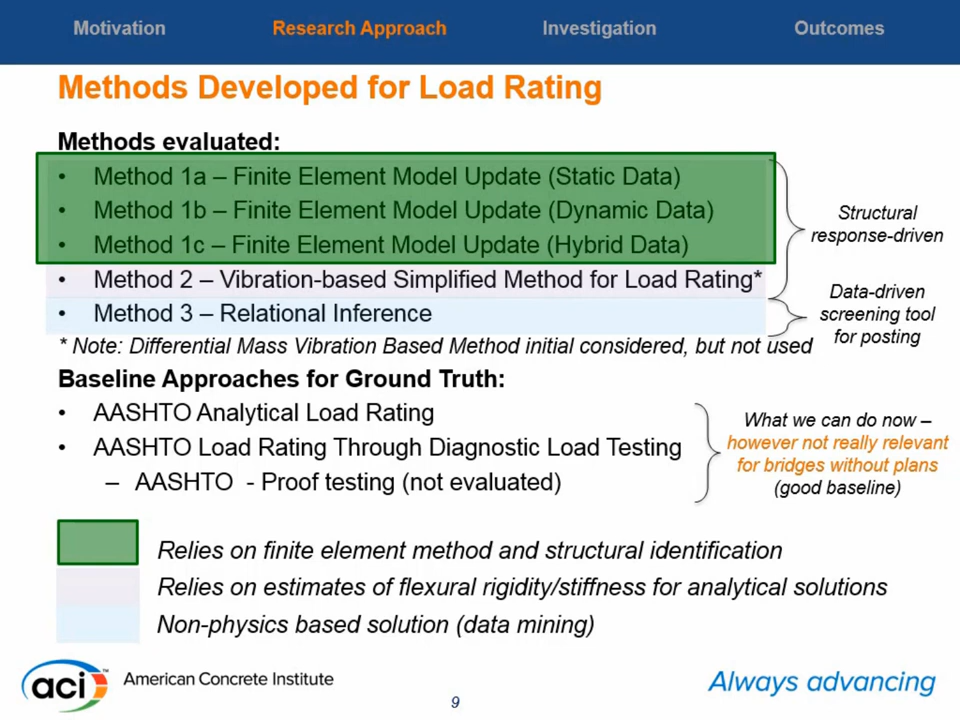 Motivation
Research Approach
Investigation
Outcomes
Methods Developed for Load Rating
Methods evaluated:
• Method 1a – Finite Element Model Update (Static Data)
• Method 1b – Finite Element Model Update (Dynamic Data)
• Method 1c – Finite Element Model Update (Hybrid Data)
• Method 2 – Vibration-based Simplified Method for Load Rating*
• Method 3 – Relational Inference
* Note: Differential Mass Vibration Based Method initial considered, but not used
Structural
response-driven
Data-driven
screening tool
for posting
Baseline Approaches for Ground Truth:
• AASHTO Analytical Load Rating
• AASHTO Load Rating Through Diagnostic Load Testing
– AASHTO - Proof testing (not evaluated)
What we can do now –
however not really relevant
for bridges without plans
(good baseline)
Relies on finite element method and structural identification
Relies on estimates of flexural rigidity/stiffness for analytical solutions
Non-physics based solution (data mining)
aci™
American Concrete Institute
9
Always advancing